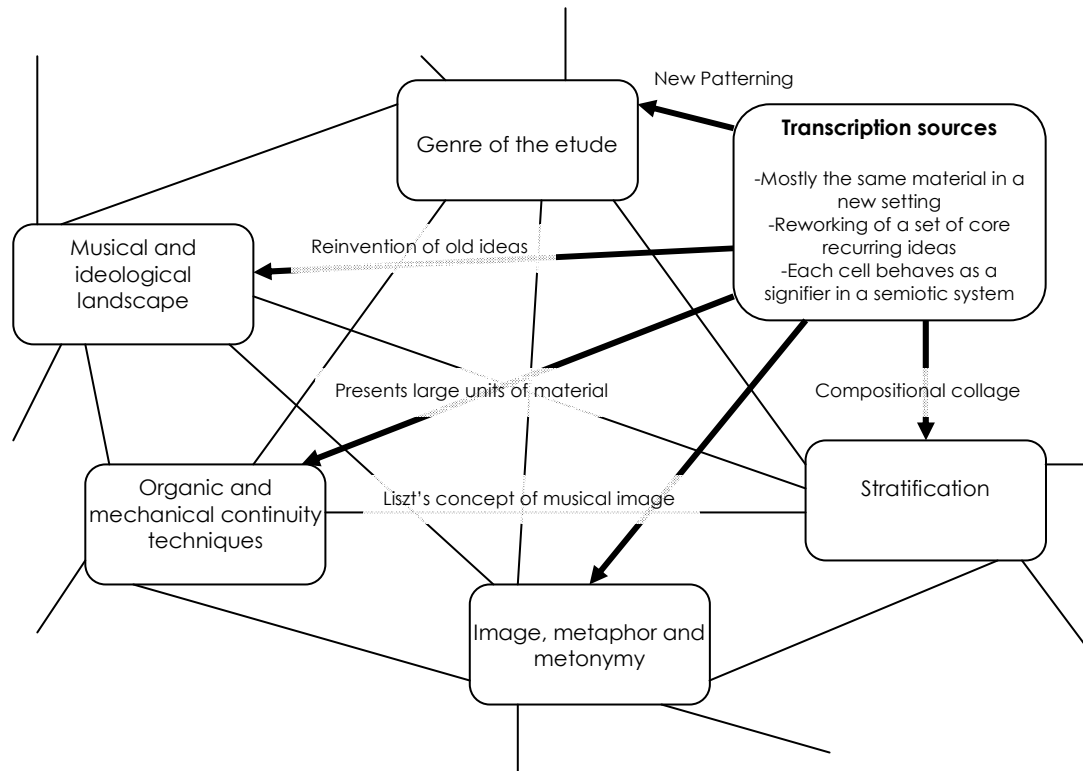 New Patterning
Genre of the etude
Transcription sources
-Mostly the same material in a
new setting
-Reworking of a set of core
recurring ideas
-Each cell behaves as a
signifier in a semiotic system
Musical and
ideological
landscape
Reinvention of old ideas
Presents large units of material
Compositional collage
Organic and
mechanical continuity
techniques
Liszt's concept of musical image
Stratification
Image, metaphor and
metonymy